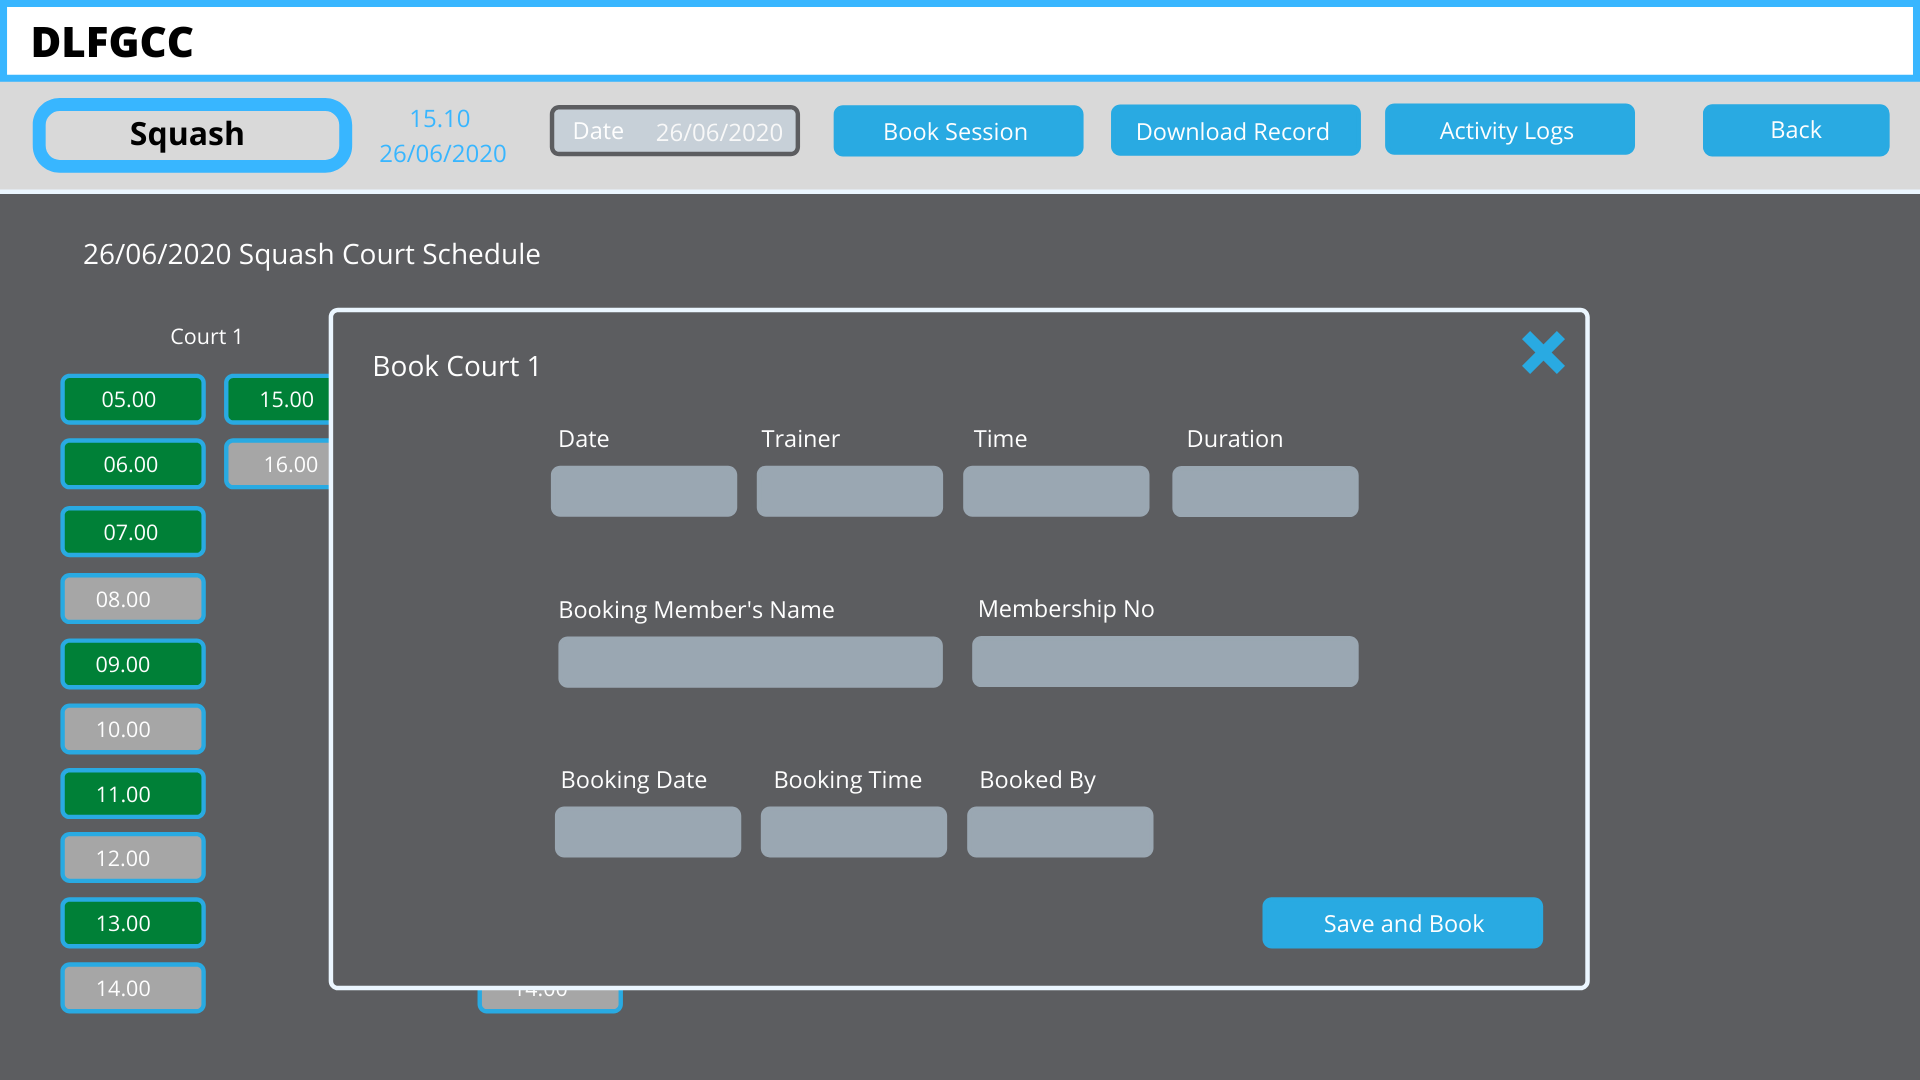 DLFGCC
Squash
15.10
26/06/2020
Date 26/06/2020
Book Session
Download Record
Activity Logs
Back
26/06/2020 Squash Court Schedule
Court 1
05.00
15.00
06.00
16.00
07.00
08.00
09.00
10.00
11.00
12.00
13.00
14.00
Book Court 1
Date
Trainer
Time
Duration
Booking Member's Name
Membership No
Booking Date
Booking Time
Booked By
Save and Book
14.00